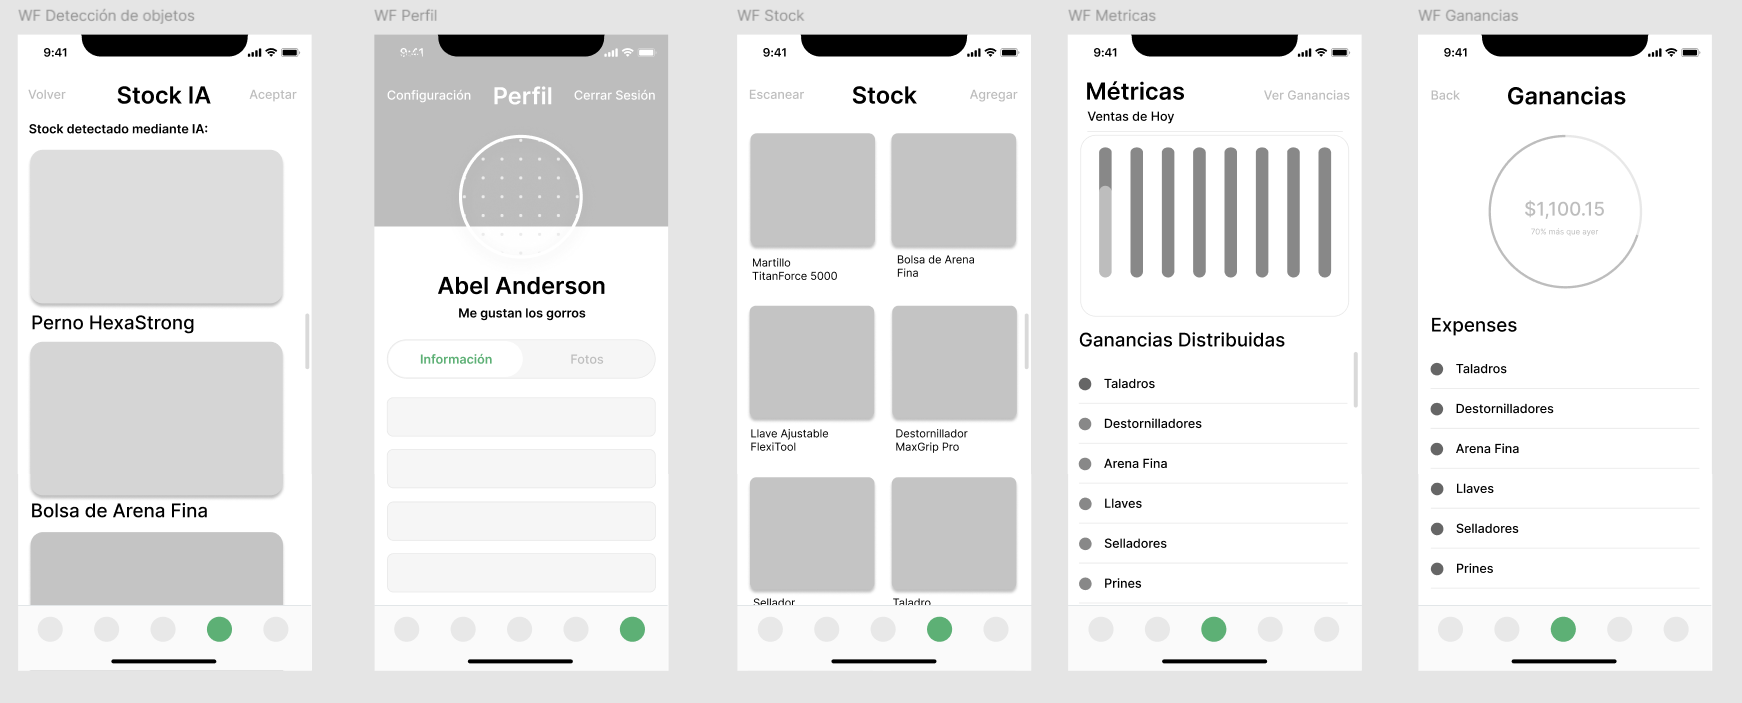 WF Detección de objetos
9:41
Volver
Stock IA
Aceptar
Stock detectado mediante IA:
Perno HexaStrong
Bolsa de Arena Fina
WF Perfil
9:41
Configuración
Perfil
Cerrar Sesión
Abel Anderson
Me gustan los gorros
Información
Fotos
WF Stock
9:41
Escanear
Stock
Agregar
Martillo
TitanForce 5000
Bolsa de Arena
Fina
Llave Ajustable
FlexiTool
Destornillador
MaxGrip Pro
Sellador
Taladro
WF Metricas
9:41
Métricas
Ver Ganancias
Ventas de Hoy
Ganancias Distribuidas
Taladros
Destornilladores
Arena Fina
Llaves
Selladores
Prines
WF Ganancias
9:41
Back
Ganancias
$1,100.15
70% más que ayer
Expenses
Taladros
Destornilladores
Arena Fina
Llaves
Selladores
Prines